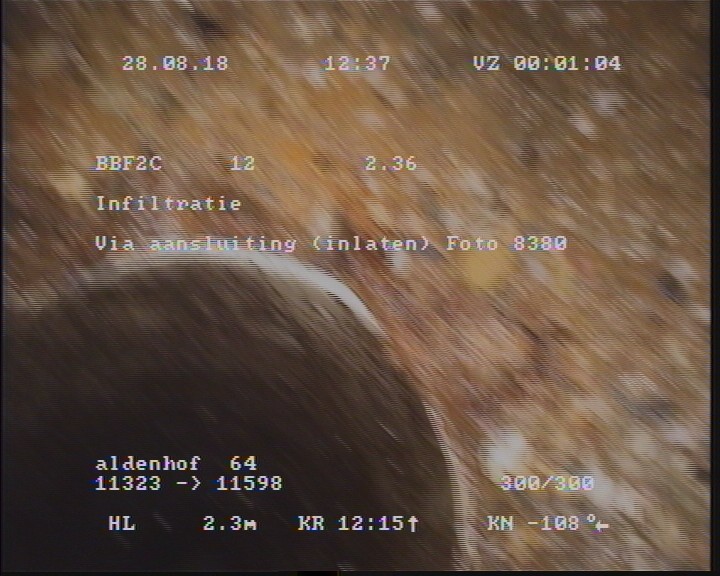 28.08.18 12:37 VZ 00:01:04
BBF2C 12 2.36
Infiltratie
Via aansluiting (inlaten) Foto 8380
aldenhof 64
11323 -> 11598 300/300
HL 2.3m KR 12:15↑ KN -108°←